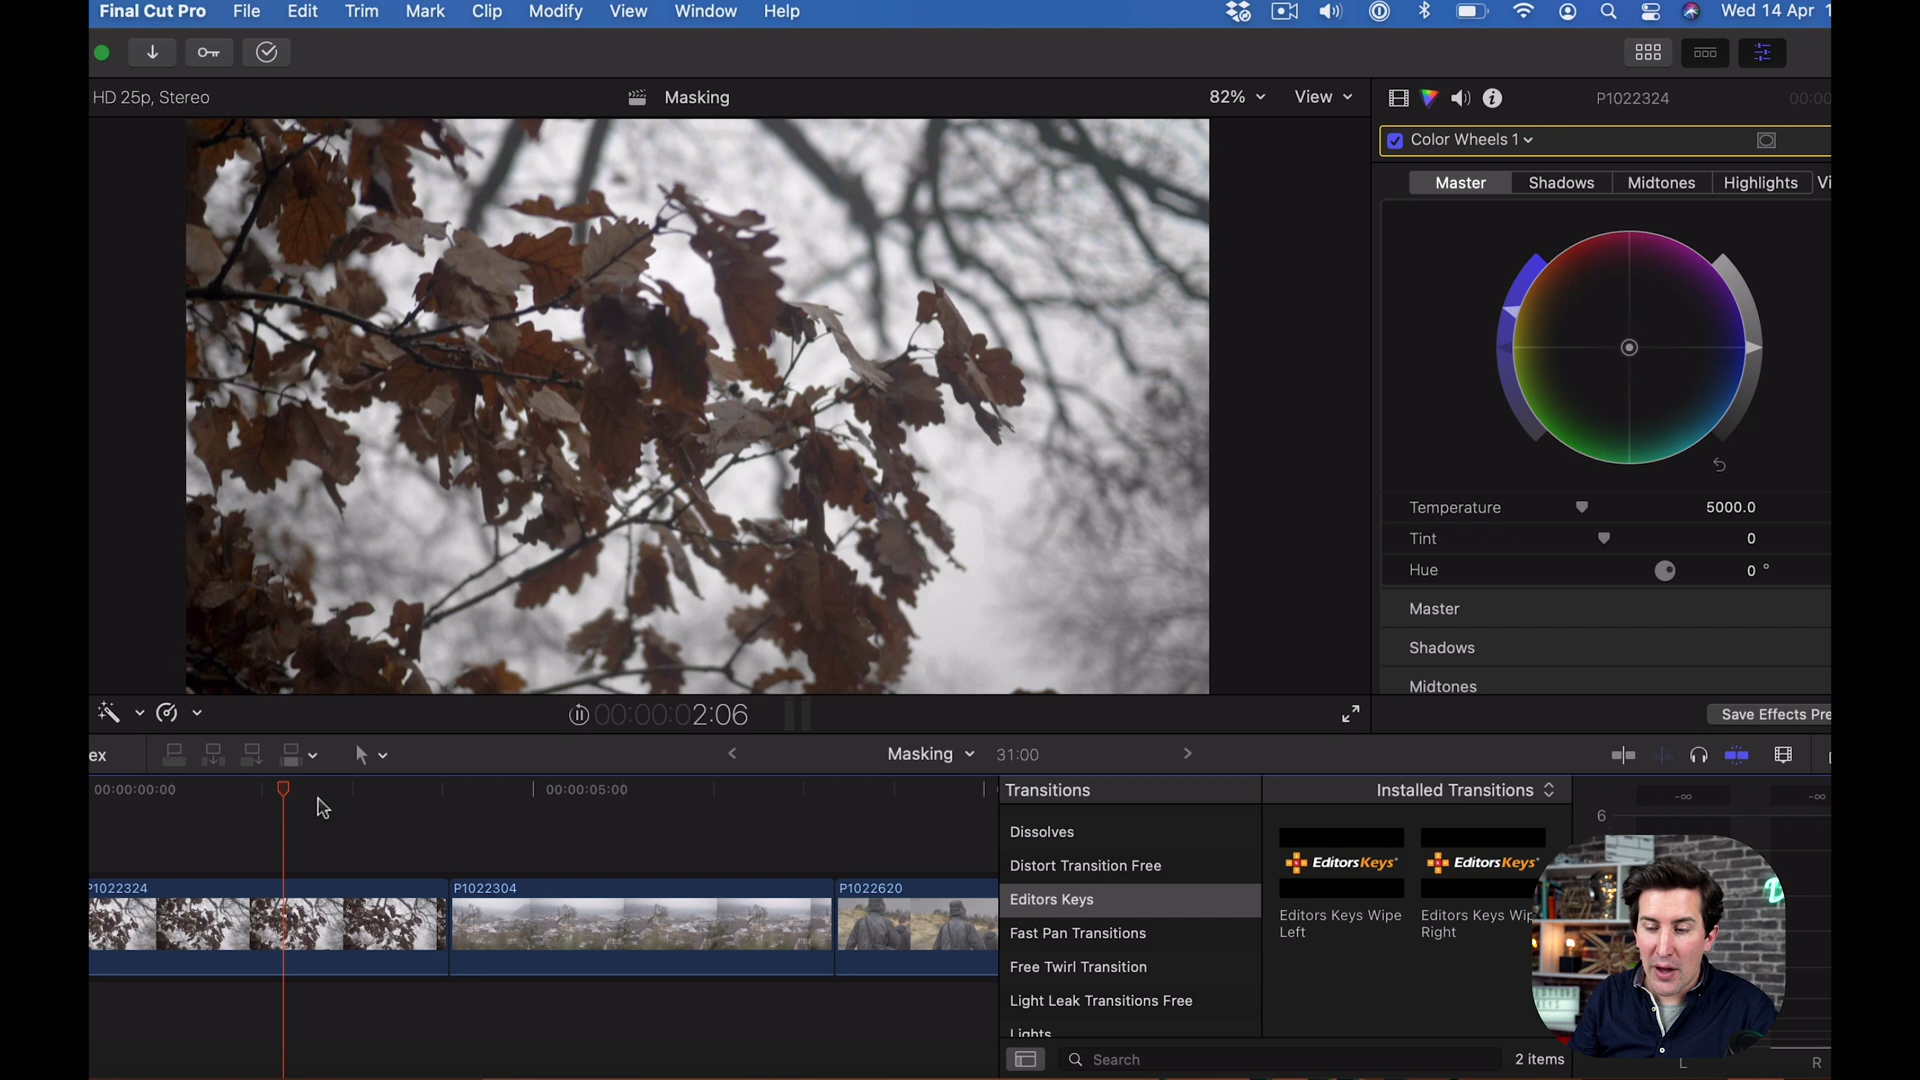 Final Cut Pro File Edit Trim Mark Clip Modify View Window Help Wed 14 Apr 1
HD 25p, Stereo Masking 82% View P1022324 00:00
Color Wheels 1
Master Shadows Midtones Highlights Vi
Temperature 5000.0
Tint 0
Hue 0 °
Master
Shadows
Midtones
00:00:02:06 Save Effects Pre
ex Masking 31:00
00:00:00:00 00:00:05:00 Transitions Installed Transitions -∞ -∞
6
Dissolves
Distort Transition Free
EditorsKeys EditorsKeys
P1022324 P1022304 P1022620
Editors Keys
Editors Keys Wipe Left
Editors Keys Wip Right
Fast Pan Transitions
Free Twirl Transition
Light Leak Transitions Free
Lights
Search 2 items
L R